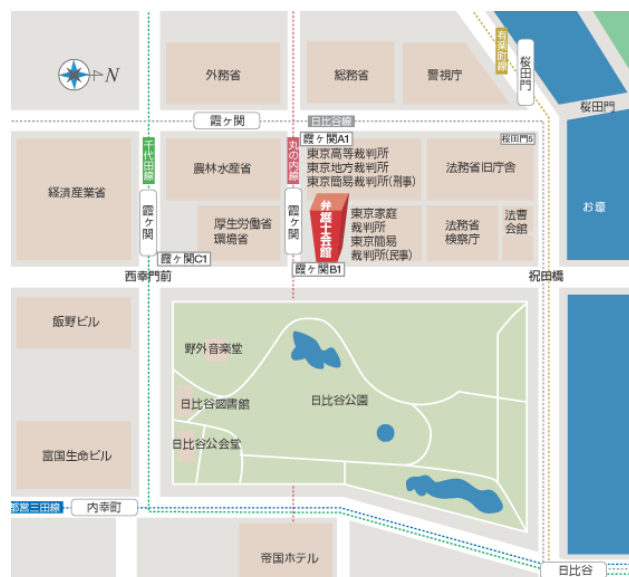 N
外務省
総務省
警視庁
有楽町線
桜田門
桜田門
霞ヶ関
日比谷線
経済産業省
千代田線
農林水産省
丸の内線
霞ヶ関A1
東京高等裁判所
東京地方裁判所
東京簡易裁判所(刑事)
桜田門5
法務省旧庁舎
お壕
霞ヶ関
厚生労働省
環境省
霞ヶ関
弁護士会館
東京家庭
裁判所
東京簡易
裁判所(民事)
法務省
検察庁
法曹
会館
霞ヶ関C1
霞ヶ関B1
西幸門前
祝田橋
飯野ビル
野外音楽堂
日比谷図書館
日比谷公園
日比谷公会堂
富国生命ビル
都営三田線
内幸町
帝国ホテル
日比谷